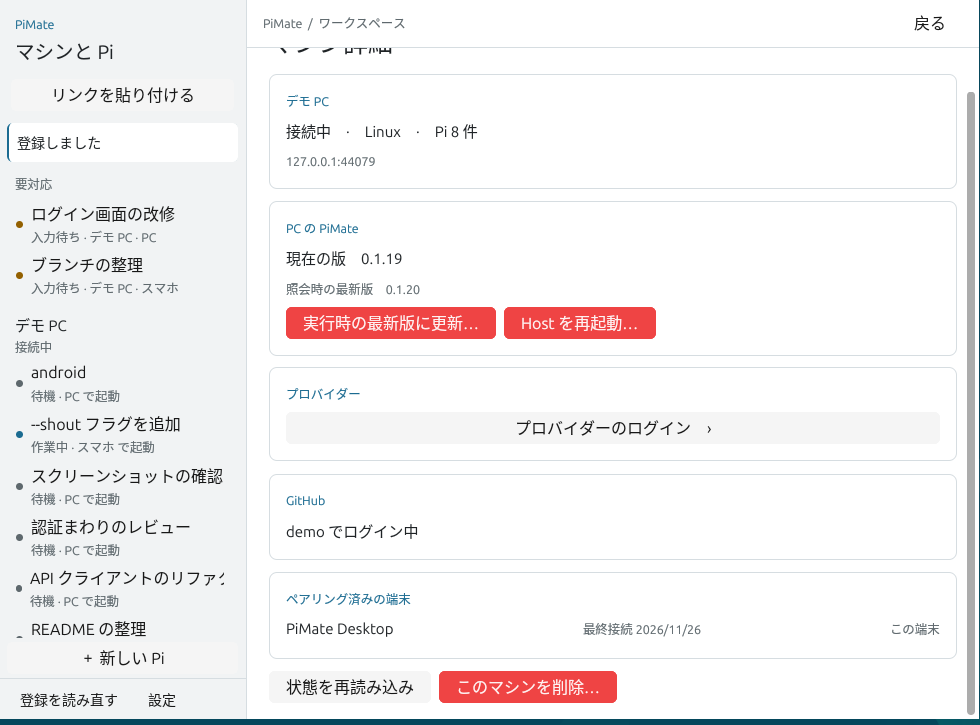 PiMate
マシンと Pi
リンクを貼り付ける
登録しました
要対応
ログイン画面の改修
入力待ち · デモ PC · PC
ブランチの整理
入力待ち · デモ PC · スマホ
デモ PC
接続中
android
待機 · PC で起動
--shout フラグを追加
作業中 · スマホ で起動
スクリーンショットの確認
待機 · PC で起動
認証まわりのレビュー
待機 · PC で起動
API クライアントのリファク
待機 · PC で起動
README の整理
+ 新しい Pi
登録を読み直す 設定
PiMate / ワークスペース 戻る
マシン詳細
デモ PC
接続中 · Linux · Pi 8 件
127.0.0.1:44079
PC の PiMate
現在の版 0.1.19
照会時の最新版 0.1.20
実行時の最新版に更新… Host を再起動…
プロバイダー
プロバイダーのログイン ›
GitHub
demo でログイン中
ペアリング済みの端末
PiMate Desktop 最終接続 2026/11/26 この端末
状態を再読み込み このマシンを削除…